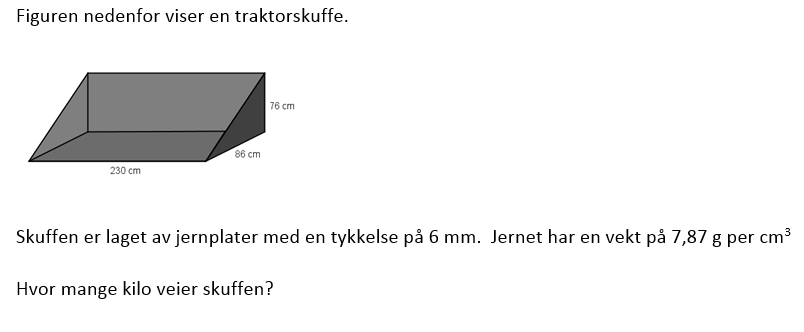 Figuren nedenfor viser en traktorskuffe.
76 cm
86 cm
230 cm
Skuffen er laget av jernplater med en tykkelse på 6 mm.  Jernet har en vekt på 7,87 g per cm³
Hvor mange kilo veier skuffen?